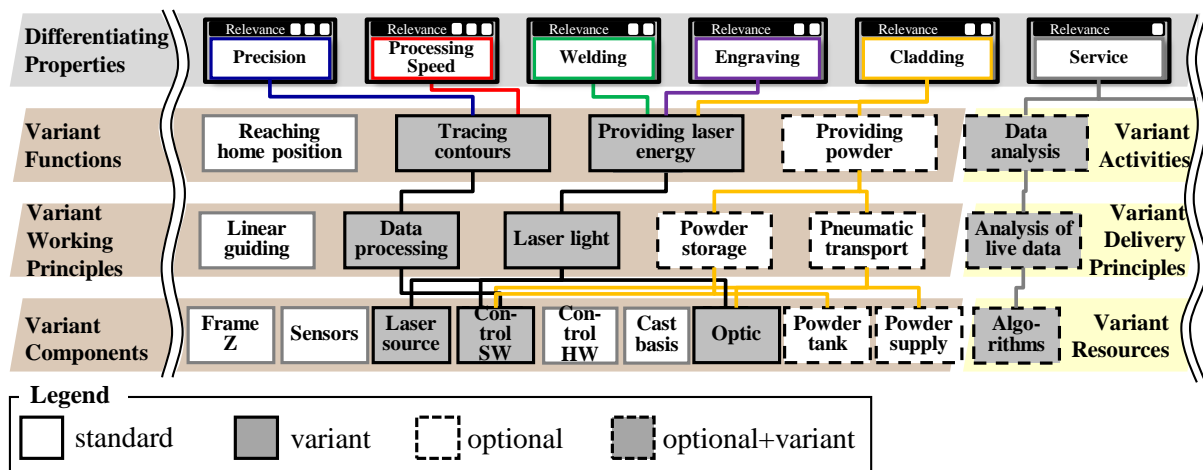 Differentiating
Properties
Relevance
Precision
Relevance
Processing
Speed
Relevance
Welding
Relevance
Engraving
Relevance
Cladding
Relevance
Service
Variant
Functions
Reaching
home position
Tracing
contours
Providing laser
energy
Providing
powder
Data
analysis
Variant
Activities
Variant
Working
Principles
Linear
guiding
Data
processing
Laser light
Powder
storage
Pneumatic
transport
Analysis of
live data
Variant
Delivery
Principles
Variant
Components
Frame
Z
Sensors
Laser
source
Con-
trol
SW
Con-
trol
HW
Cast
basis
Optic
Powder
tank
Powder
supply
Algo-
rithms
Variant
Resources
Legend
standard
variant
optional
optional+variant